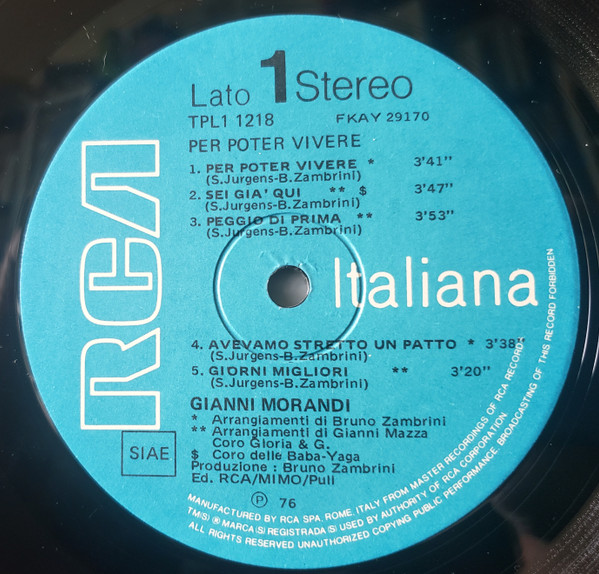 Lato 1 Stereo
TPL1 1218 FKAY 29170
PER POTER VIVERE
1. PER POTER VIVERE * 3'41''
(S.Jurgens-B.Zambrini)
2. SEI GIA' QUI ** $ 3'47''
(S.Jurgens-B.Zambrini)
3. PEGGIO DI PRIMA ** 3'53''
(S.Jurgens-B.Zambrini)
RCA
Italiana
4. AVEVAMO STRETTO UN PATTO * 3'38''
(S.Jurgens-B.Zambrini)
5. GIORNI MIGLIORI ** 3'20''
(S.Jurgens-B.Zambrini)
GIANNI MORANDI
* Arrangiamenti di Bruno Zambrini
** Arrangiamenti di Gianni Mazza
Coro Gloria & G.
$ Coro delle Baba-Yaga
Produzione : Bruno Zambrini
Ed. RCA/MIMO/Puli
SIAE
Ⓟ 76
MANUFACTURED BY RCA SPA, ROME, ITALY FROM MASTER RECORDINGS OF RCA RECORD
TM(S) ® MARCA(S) REGISTRADA(S) USED BY AUTHORITY OF RCA CORPORATION.
ALL RIGHTS RESERVED UNAUTHORIZED COPYING PUBLIC PERFORMANCE, BROADCASTING OF THIS RECORD FORBIDDEN